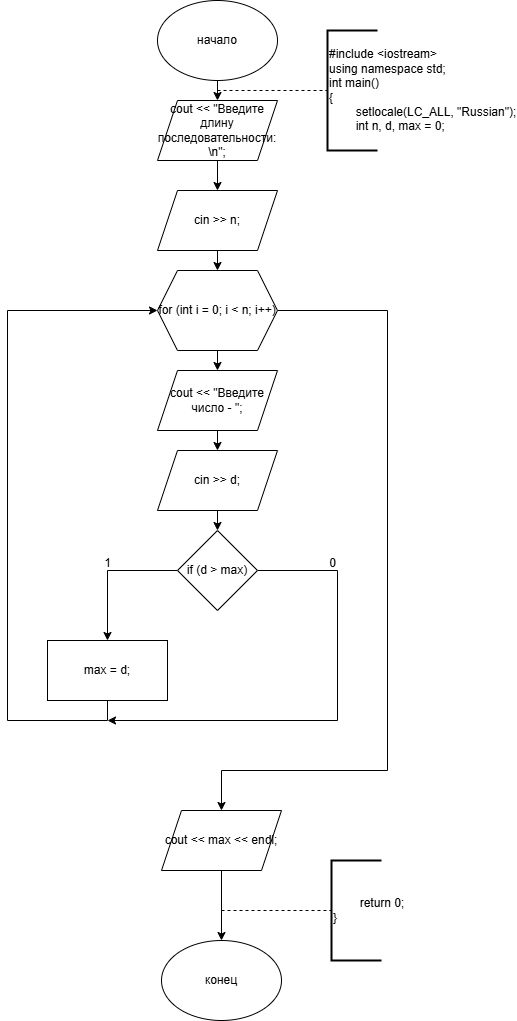 начало
#include <iostream>
using namespace std;
int main()
{
setlocale(LC_ALL, "Russian");
int n, d, max = 0;
cout << "Введите
длину
последовательности:
\n";
cin >> n;
for (int i = 0; i < n; i++)
cout << "Введите
число - ";
cin >> d;
if (d > max)
1
0
max = d;
cout << max << endl;
return 0;
}
конец